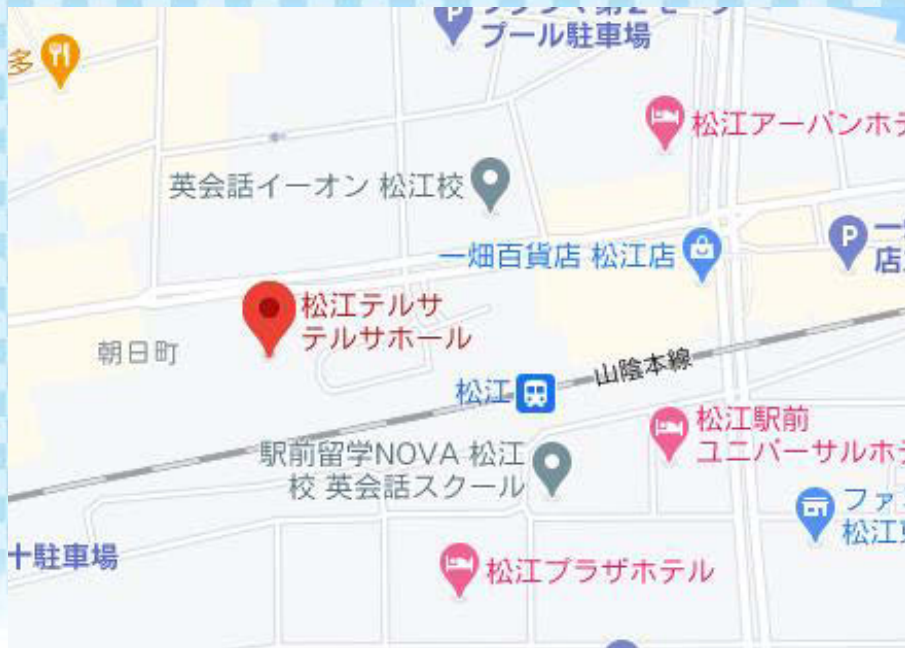 プール駐車場
多
松江アーバンホテ
英会話イーオン 松江校
一畑百貨店 松江店
一畑
店
松江テルサ
テルサホール
朝日町
山陰本線
松江
松江駅前
ユニバーサルホテ
駅前留学NOVA 松江
校 英会話スクール
ファ
松江東
十駐車場
松江プラザホテル
P
P